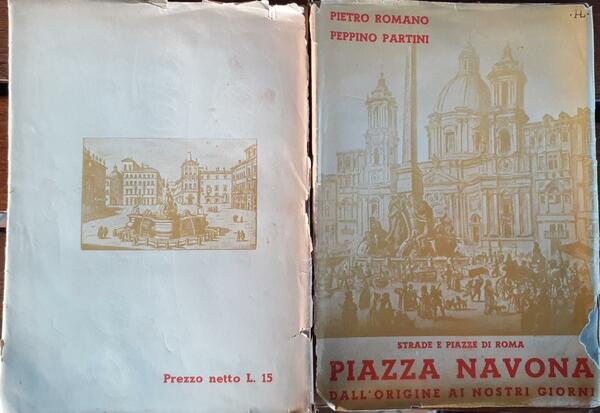 Prezzo netto L. 15
PIETRO ROMANO
PEPPINO PARTINI
STRADE E PIAZZE DI ROMA
PIAZZA NAVONA
DALL'ORIGINE AI NOSTRI GIORNI